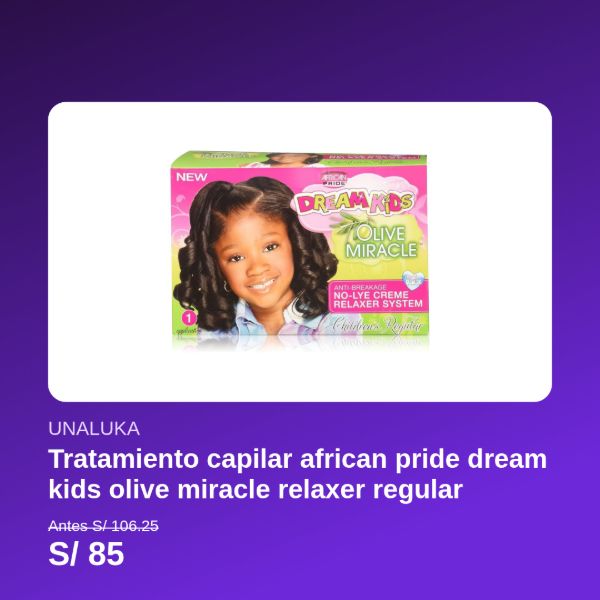 NEW
AFRICAN
PRIDE
DREAM KiDS
OLIVE
MIRACLE
ANTI-BREAKAGE
NO-LYE CREME
RELAXER SYSTEM
1
Children's Regular
UNALUKA
Tratamiento capilar african pride dream
kids olive miracle relaxer regular
Antes S/ 106.25
S/ 85